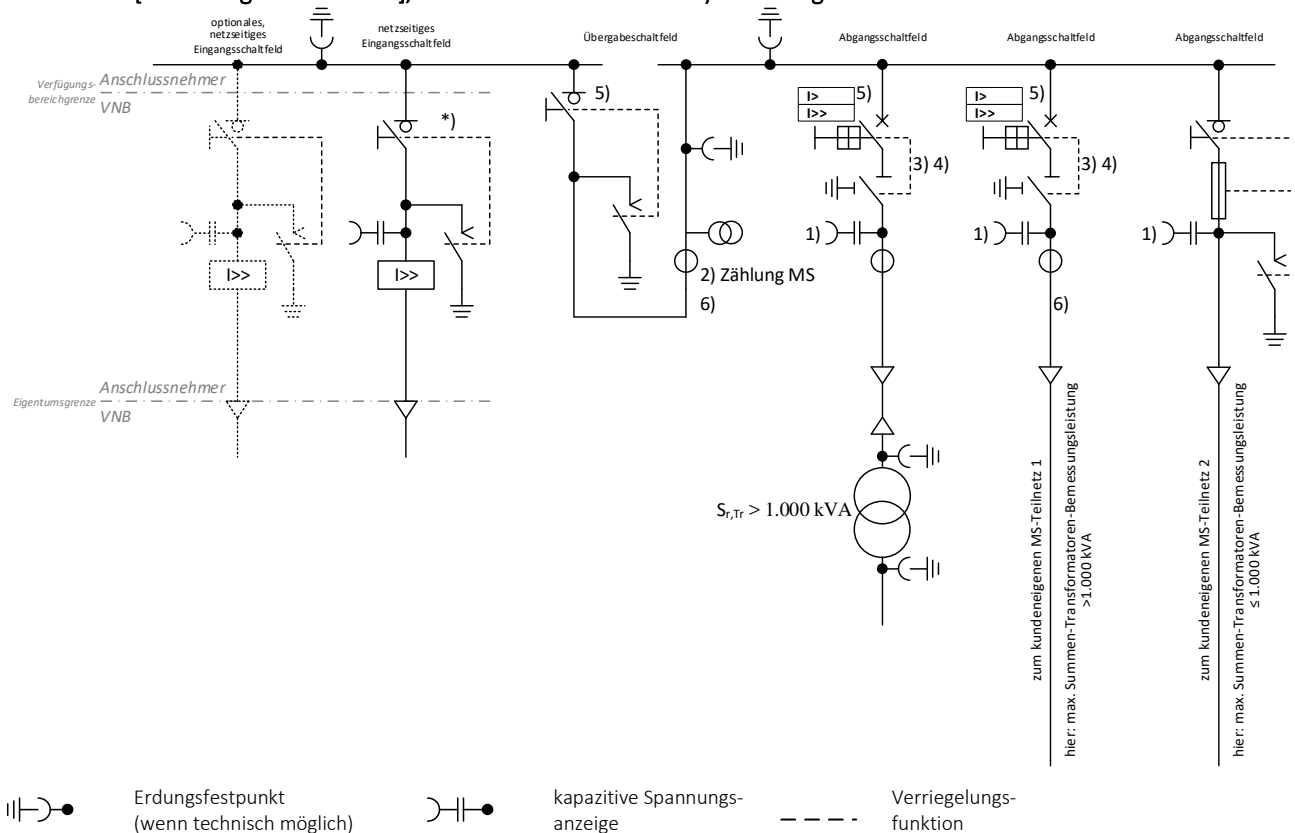 optionales,
netzseitiges
Eingangsschaltfeld
netzseitiges
Eingangsschaltfeld
Übergabeschaltfeld
Abgangsschaltfeld
Abgangsschaltfeld
Abgangsschaltfeld
Verfügungs-
bereichgrenze
Anschlussnehmer
VNB
*)
5)
I>
I>>
5)
I>
I>>
5)
3) 4)
3) 4)
1)
1)
1)
I>>
I>>
2) Zählung MS
6)
6)
Eigentumsgrenze
Anschlussnehmer
VNB
Sr,Tr > 1.000 kVA
zum kundeneigenen MS-Teilnetz 1
hier: max. Summen-Transformatoren-Bemessungsleistung
>1.000 kVA
zum kundeneigenen MS-Teilnetz 2
hier: max. Summen-Transformatoren-Bemessungsleistung
≤ 1.000 kVA
Erdungsfestpunkt
(wenn technisch möglich)
kapazitive Spannungs-
anzeige
Verriegelungs-
funktion